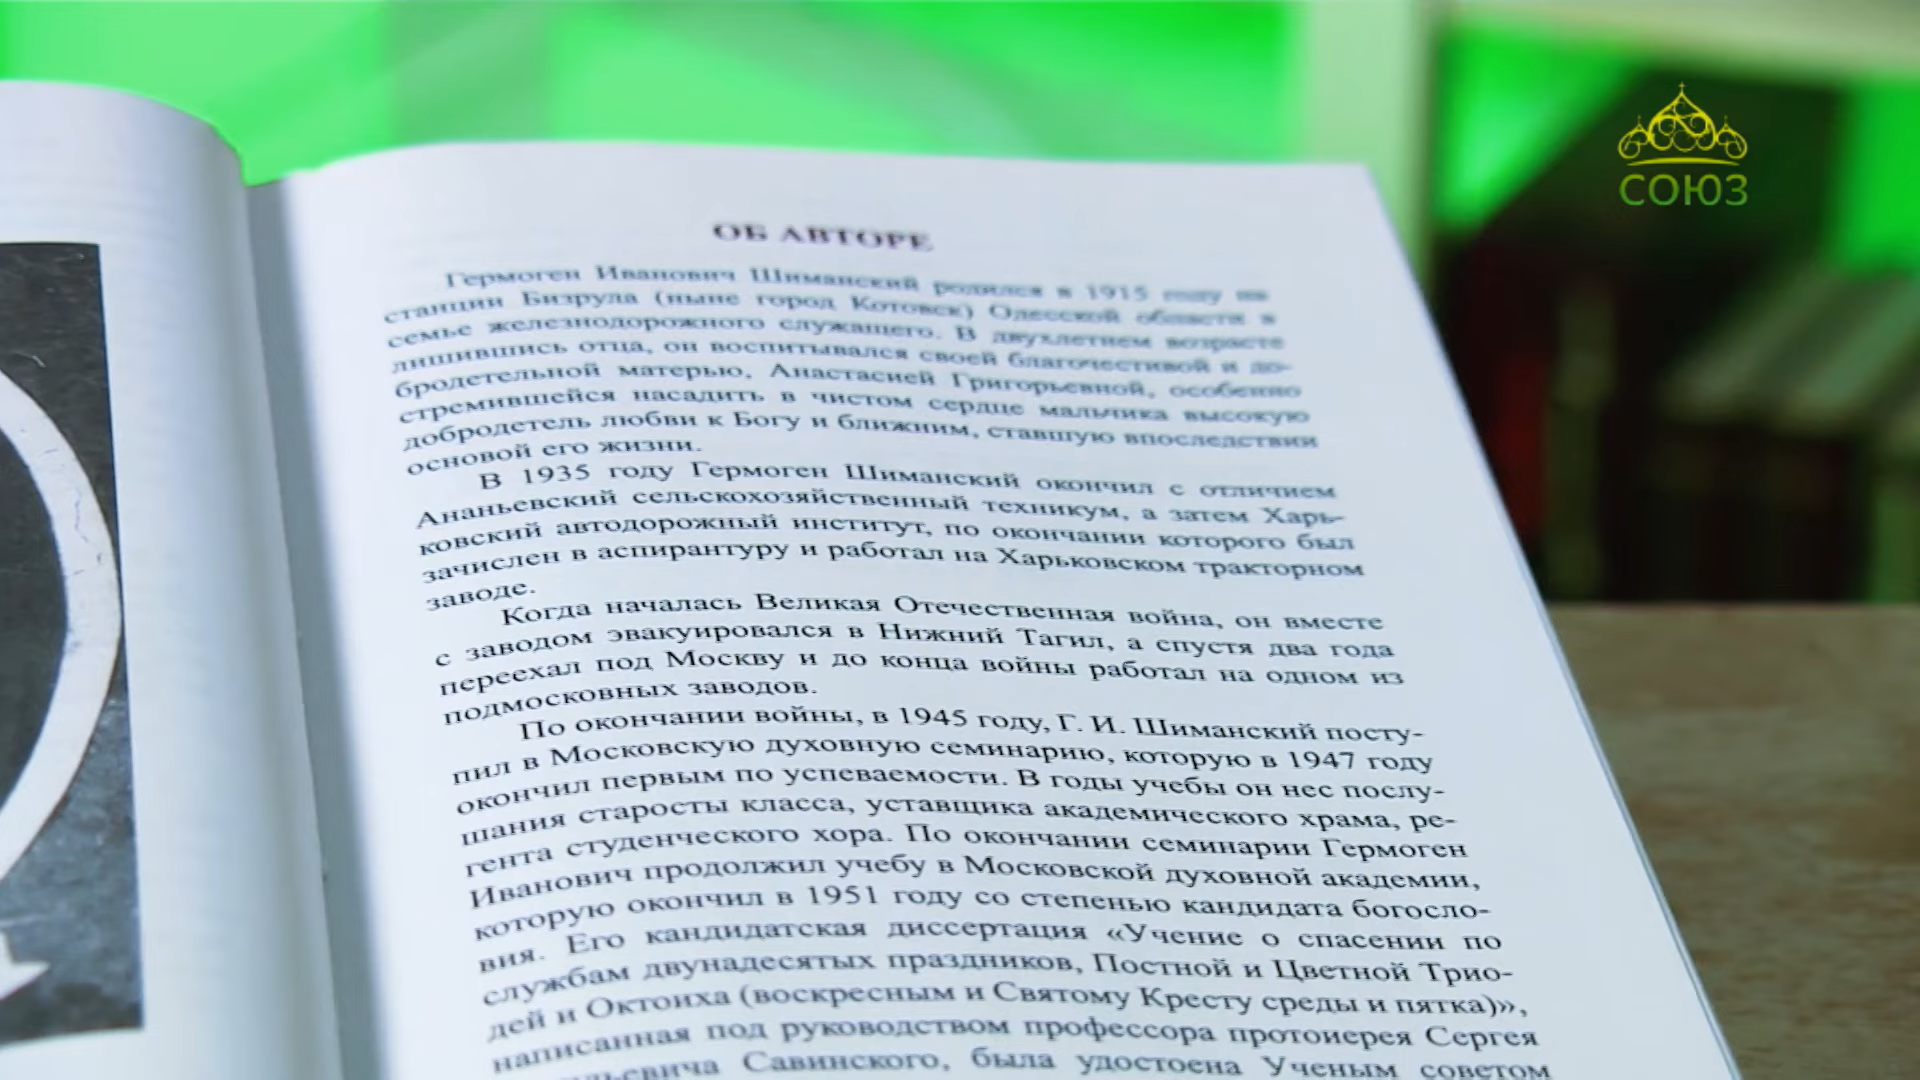 СОЮЗ
ОБ АВТОРЕ
Гермоген Иванович Шиманский родился в 1915 году на
станции Бизрула (ныне город Котовск) Одесской области в
семье железнодорожного служащего. В двухлетнем возрасте
лишившись отца, он воспитывался своей благочестивой и до-
бродетельной матерью, Анастасией Григорьевной, особенно
стремившейся насадить в чистом сердце мальчика высокую
добродетель любви к Богу и ближним, ставшую впоследствии
основой его жизни.
В 1935 году Гермоген Шиманский окончил с отличием
Ананьевский сельскохозяйственный техникум, а затем Харь-
ковский автодорожный институт, по окончании которого был
зачислен в аспирантуру и работал на Харьковском тракторном
заводе.
Когда началась Великая Отечественная война, он вместе
с заводом эвакуировался в Нижний Тагил, а спустя два года
переехал под Москву и до конца войны работал на одном из
подмосковных заводов.
По окончании войны, в 1945 году, Г. И. Шиманский посту-
пил в Московскую духовную семинарию, которую в 1947 году
окончил первым по успеваемости. В годы учебы он нес послу-
шания старосты класса, уставщика академического храма, ре-
гента студенческого хора. По окончании семинарии Гермоген
Иванович продолжил учебу в Московской духовной академии,
которую окончил в 1951 году со степенью кандидата богосло-
вия. Его кандидатская диссертация «Учение о спасении по
службам двунадесятых праздников, Постной и Цветной Трио-
дей и Октоиха (воскресным и Святому Кресту среды и пятка)»,
написанная под руководством профессора протоиерея Сергея
Савинского, была удостоена Ученым советом